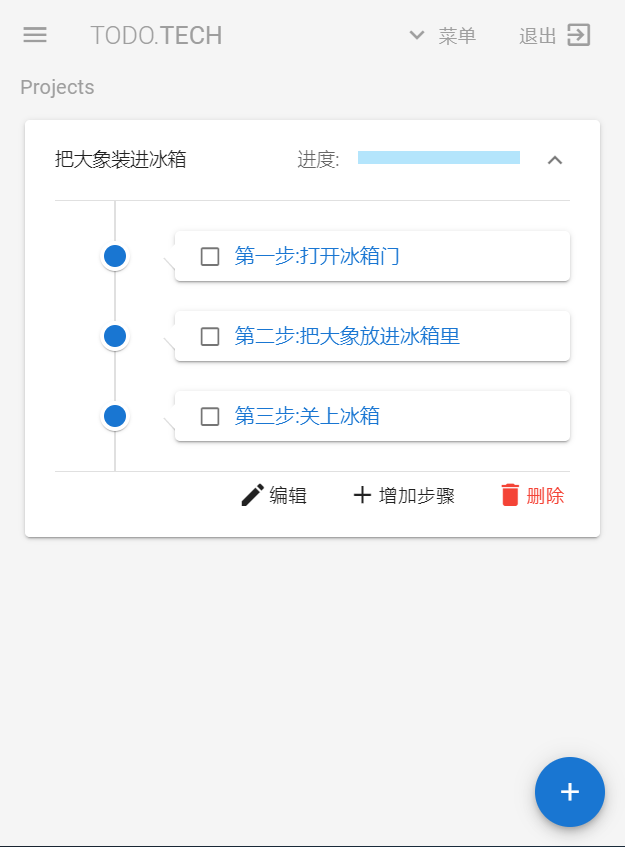 TODO.TECH 菜单 退出
Projects
把大象装进冰箱 进度:
第一步:打开冰箱门
第二步:把大象放进冰箱里
第三步:关上冰箱
编辑 增加步骤 删除